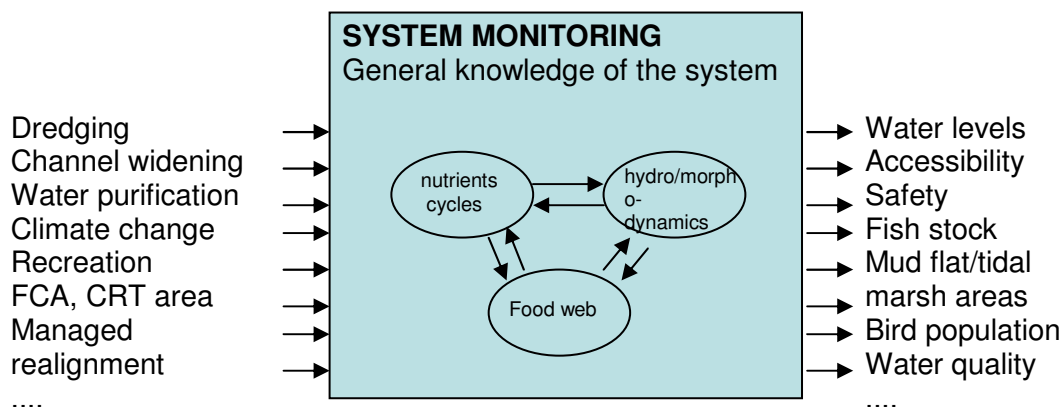 SYSTEM MONITORING
General knowledge of the system
Dredging
Channel widening
Water purification
Climate change
Recreation
FCA, CRT area
Managed
realignment
....
nutrients
cycles
hydro/morph
o-
dynamics
Food web
Water levels
Accessibility
Safety
Fish stock
Mud flat/tidal
marsh areas
Bird population
Water quality
....